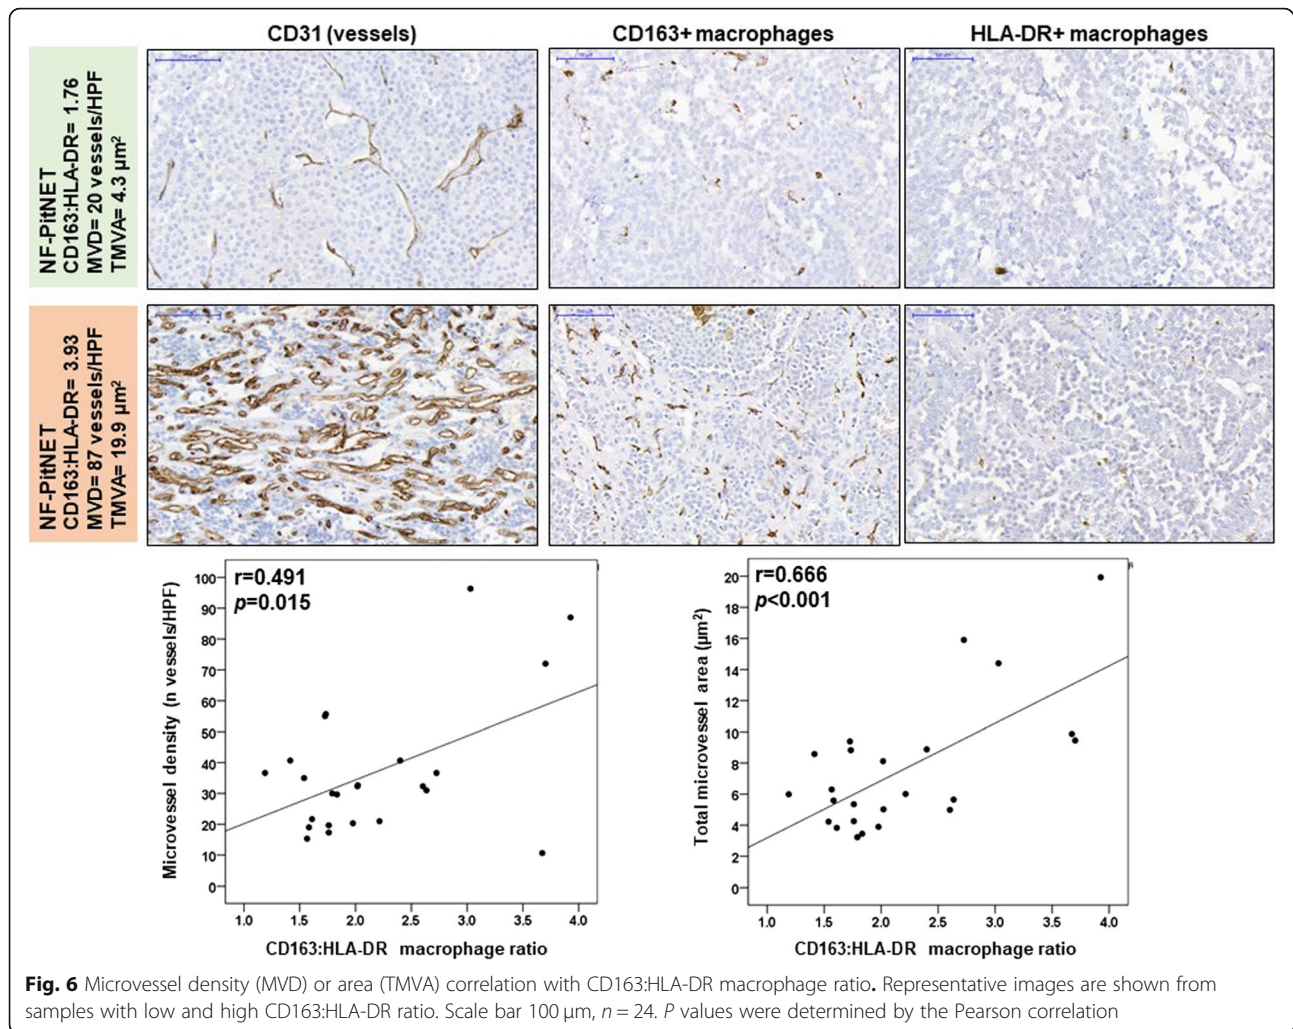 CD31 (vessels)
CD163+ macrophages
HLA-DR+ macrophages
NF-PitNET
CD163:HLA-DR= 1.76
MVD= 20 vessels/HPF
TMVA= 4.3 µm²
NF-PitNET
CD163:HLA-DR= 3.93
MVD= 87 vessels/HPF
TMVA= 19.9 µm²
r=0.491
p=0.015
Microvessel density (n vessels/HPF)
100
90
80
70
60
50
40
30
20
10
0
1.0 1.5 2.0 2.5 3.0 3.5 4.0
CD163:HLA-DR macrophage ratio
r=0.666
p<0.001
Total microvessel area (µm²)
20
18
16
14
12
10
8
6
4
2
0
1.0 1.5 2.0 2.5 3.0 3.5 4.0
CD163:HLA-DR macrophage ratio
Fig. 6 Microvessel density (MVD) or area (TMVA) correlation with CD163:HLA-DR macrophage ratio. Representative images are shown from
samples with low and high CD163:HLA-DR ratio. Scale bar 100 µm, n = 24. P values were determined by the Pearson correlation